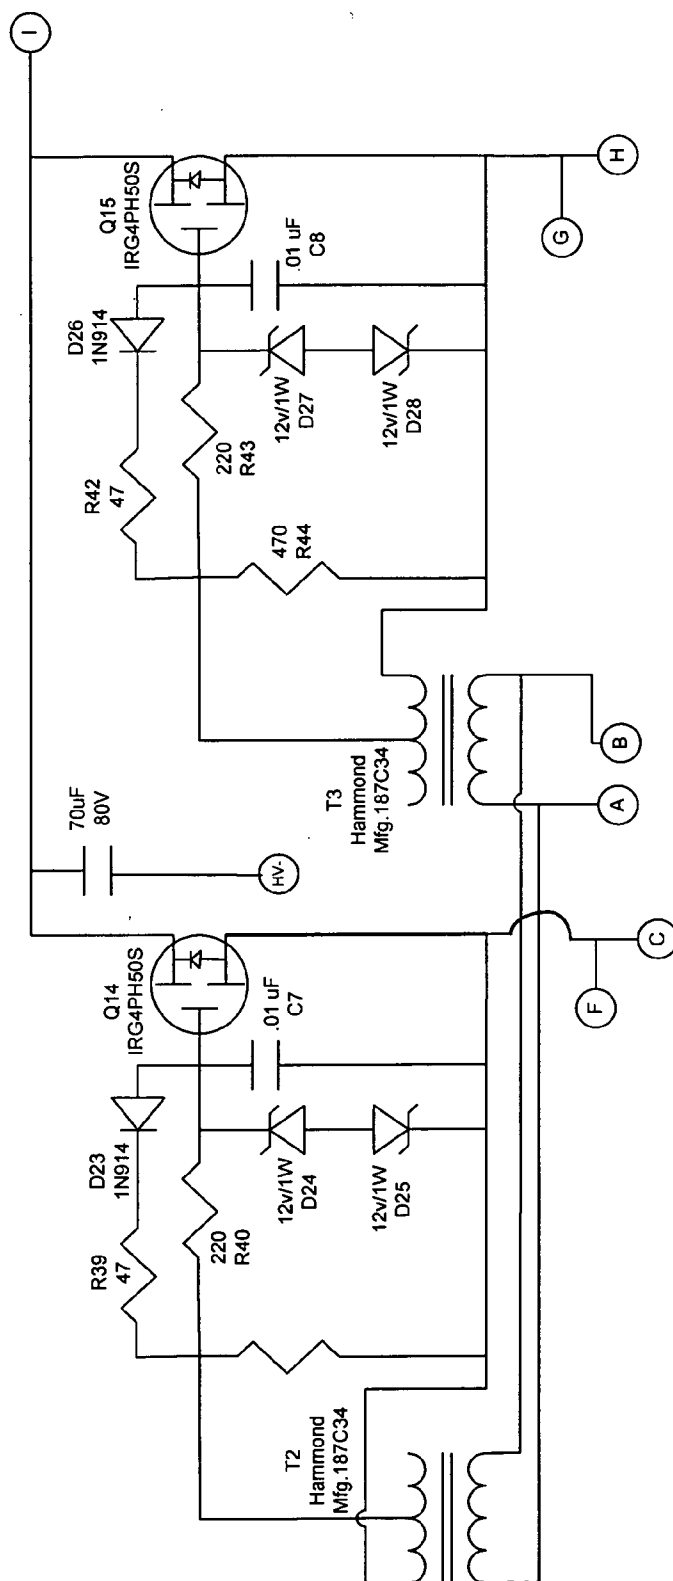 I
Q15
IRG4PH50S
D26
1N914
.01 uF
C8
R42
47
220
R43
12v/1W
D27
12v/1W
D28
470
R44
H
G
T3
Hammond
Mfg.187C34
B
A
70uF
80V
HV-
Q14
IRG4PH50S
D23
1N914
.01 uF
C7
R39
47
220
R40
12v/1W
D24
12v/1W
D25
C
F
T2
Hammond
Mfg.187C34